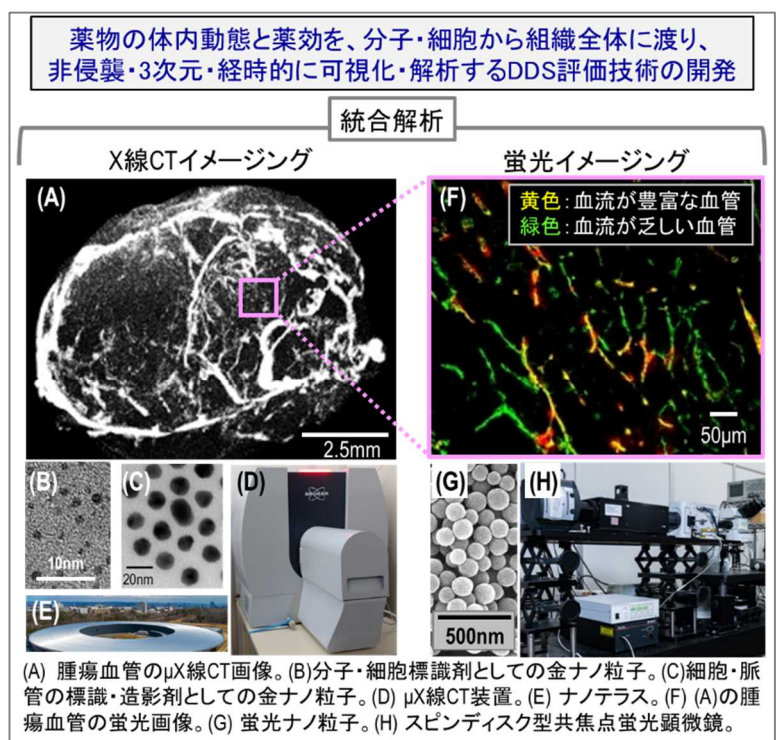 薬物の体内動態と薬効を、分子・細胞から組織全体に渡り、
非侵襲・3次元・経時的に可視化・解析するDDS評価技術の開発
統合解析
X線CTイメージング
蛍光イメージング
(A)
2.5mm
(F)
黄色:血流が豊富な血管
緑色:血流が乏しい血管
50μm
(B)
10nm
(C)
20nm
(D)
BRUKER
(E)
(G)
500nm
(H)
(A) 腫瘍血管のμX線CT画像。(B)分子・細胞標識剤としての金ナノ粒子。(C)細胞・脈
管の標識・造影剤としての金ナノ粒子。(D) μX線CT装置。(E) ナノテラス。(F) (A)の腫
瘍血管の蛍光画像。(G) 蛍光ナノ粒子。(H) スピンディスク型共焦点蛍光顕微鏡。